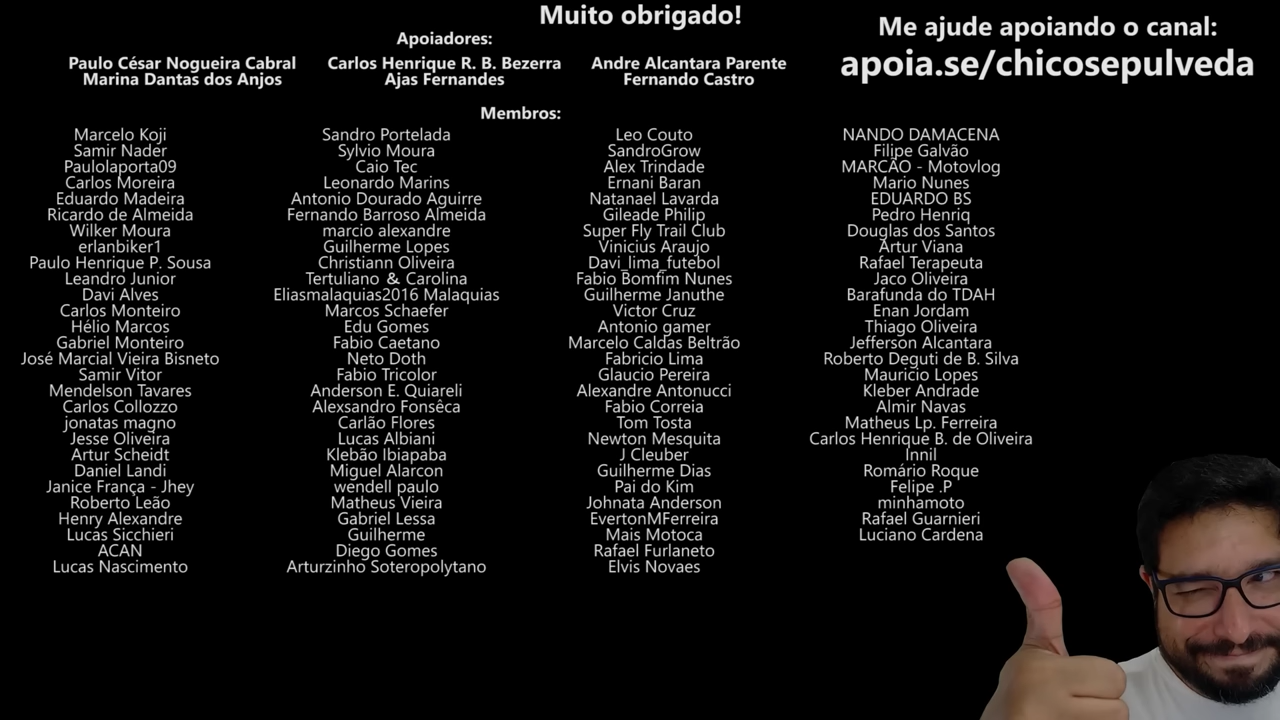 Muito obrigado!
Apoiadores:
Paulo César Nogueira Cabral
Marina Dantas dos Anjos
Carlos Henrique R. B. Bezerra
Ajas Fernandes
Andre Alcantara Parente
Fernando Castro
Me ajude apoiando o canal:
apoia.se/chicosepulveda
Membros:
Marcelo Koji
Samir Nader
Paulolaporta09
Carlos Moreira
Eduardo Madeira
Ricardo de Almeida
Wilker Moura
erlanbiker1
Paulo Henrique P. Sousa
Leandro Junior
Davi Alves
Carlos Monteiro
Hélio Marcos
Gabriel Monteiro
José Marcial Vieira Bisneto
Samir Vitor
Mendelson Tavares
Carlos Collozzo
jonatas magno
Jesse Oliveira
Artur Scheidt
Daniel Landi
Janice França - Jhey
Roberto Leão
Henry Alexandre
Lucas Sicchieri
ACAN
Lucas Nascimento
Sandro Portelada
Sylvio Moura
Caio Tec
Leonardo Marins
Antonio Dourado Aguirre
Fernando Barroso Almeida
marcio alexandre
Guilherme Lopes
Christiann Oliveira
Tertuliano & Carolina
Eliasmalaquias2016 Malaquias
Marcos Schaefer
Edu Gomes
Fabio Caetano
Neto Doth
Fabio Tricolor
Anderson E. Quiareli
Alexsandro Fonsêca
Carlão Flores
Lucas Albiani
Klebão Ibiapaba
Miguel Alarcon
wendell paulo
Matheus Vieira
Gabriel Lessa
Guilherme
Diego Gomes
Arturzinho Soteropolytano
Leo Couto
SandroGrow
Alex Trindade
Ernani Baran
Natanael Lavarda
Gileade Philip
Super Fly Trail Club
Vinicius Araujo
Davi_lima_futebol
Fabio Bomfim Nunes
Guilherme Januthe
Victor Cruz
Antonio gamer
Marcelo Caldas Beltrão
Fabricio Lima
Glaucio Pereira
Alexandre Antonucci
Fabio Correia
Tom Tosta
Newton Mesquita
J Cleuber
Guilherme Dias
Pai do Kim
Johnata Anderson
EvertonMFerreira
Mais Motoca
Rafael Furlaneto
Elvis Novaes
NANDO DAMACENA
Filipe Galvão
MARCÃO - Motovlog
Mario Nunes
EDUARDO BS
Pedro Henriq
Douglas dos Santos
Artur Viana
Rafael Terapeuta
Jaco Oliveira
Barafunda do TDAH
Enan Jordam
Thiago Oliveira
Jefferson Alcantara
Roberto Deguti de B. Silva
Mauricio Lopes
Kleber Andrade
Almir Navas
Matheus Lp. Ferreira
Carlos Henrique B. de Oliveira
Innil
Romário Roque
Felipe .P
minhamoto
Rafael Guarnieri
Luciano Cardena